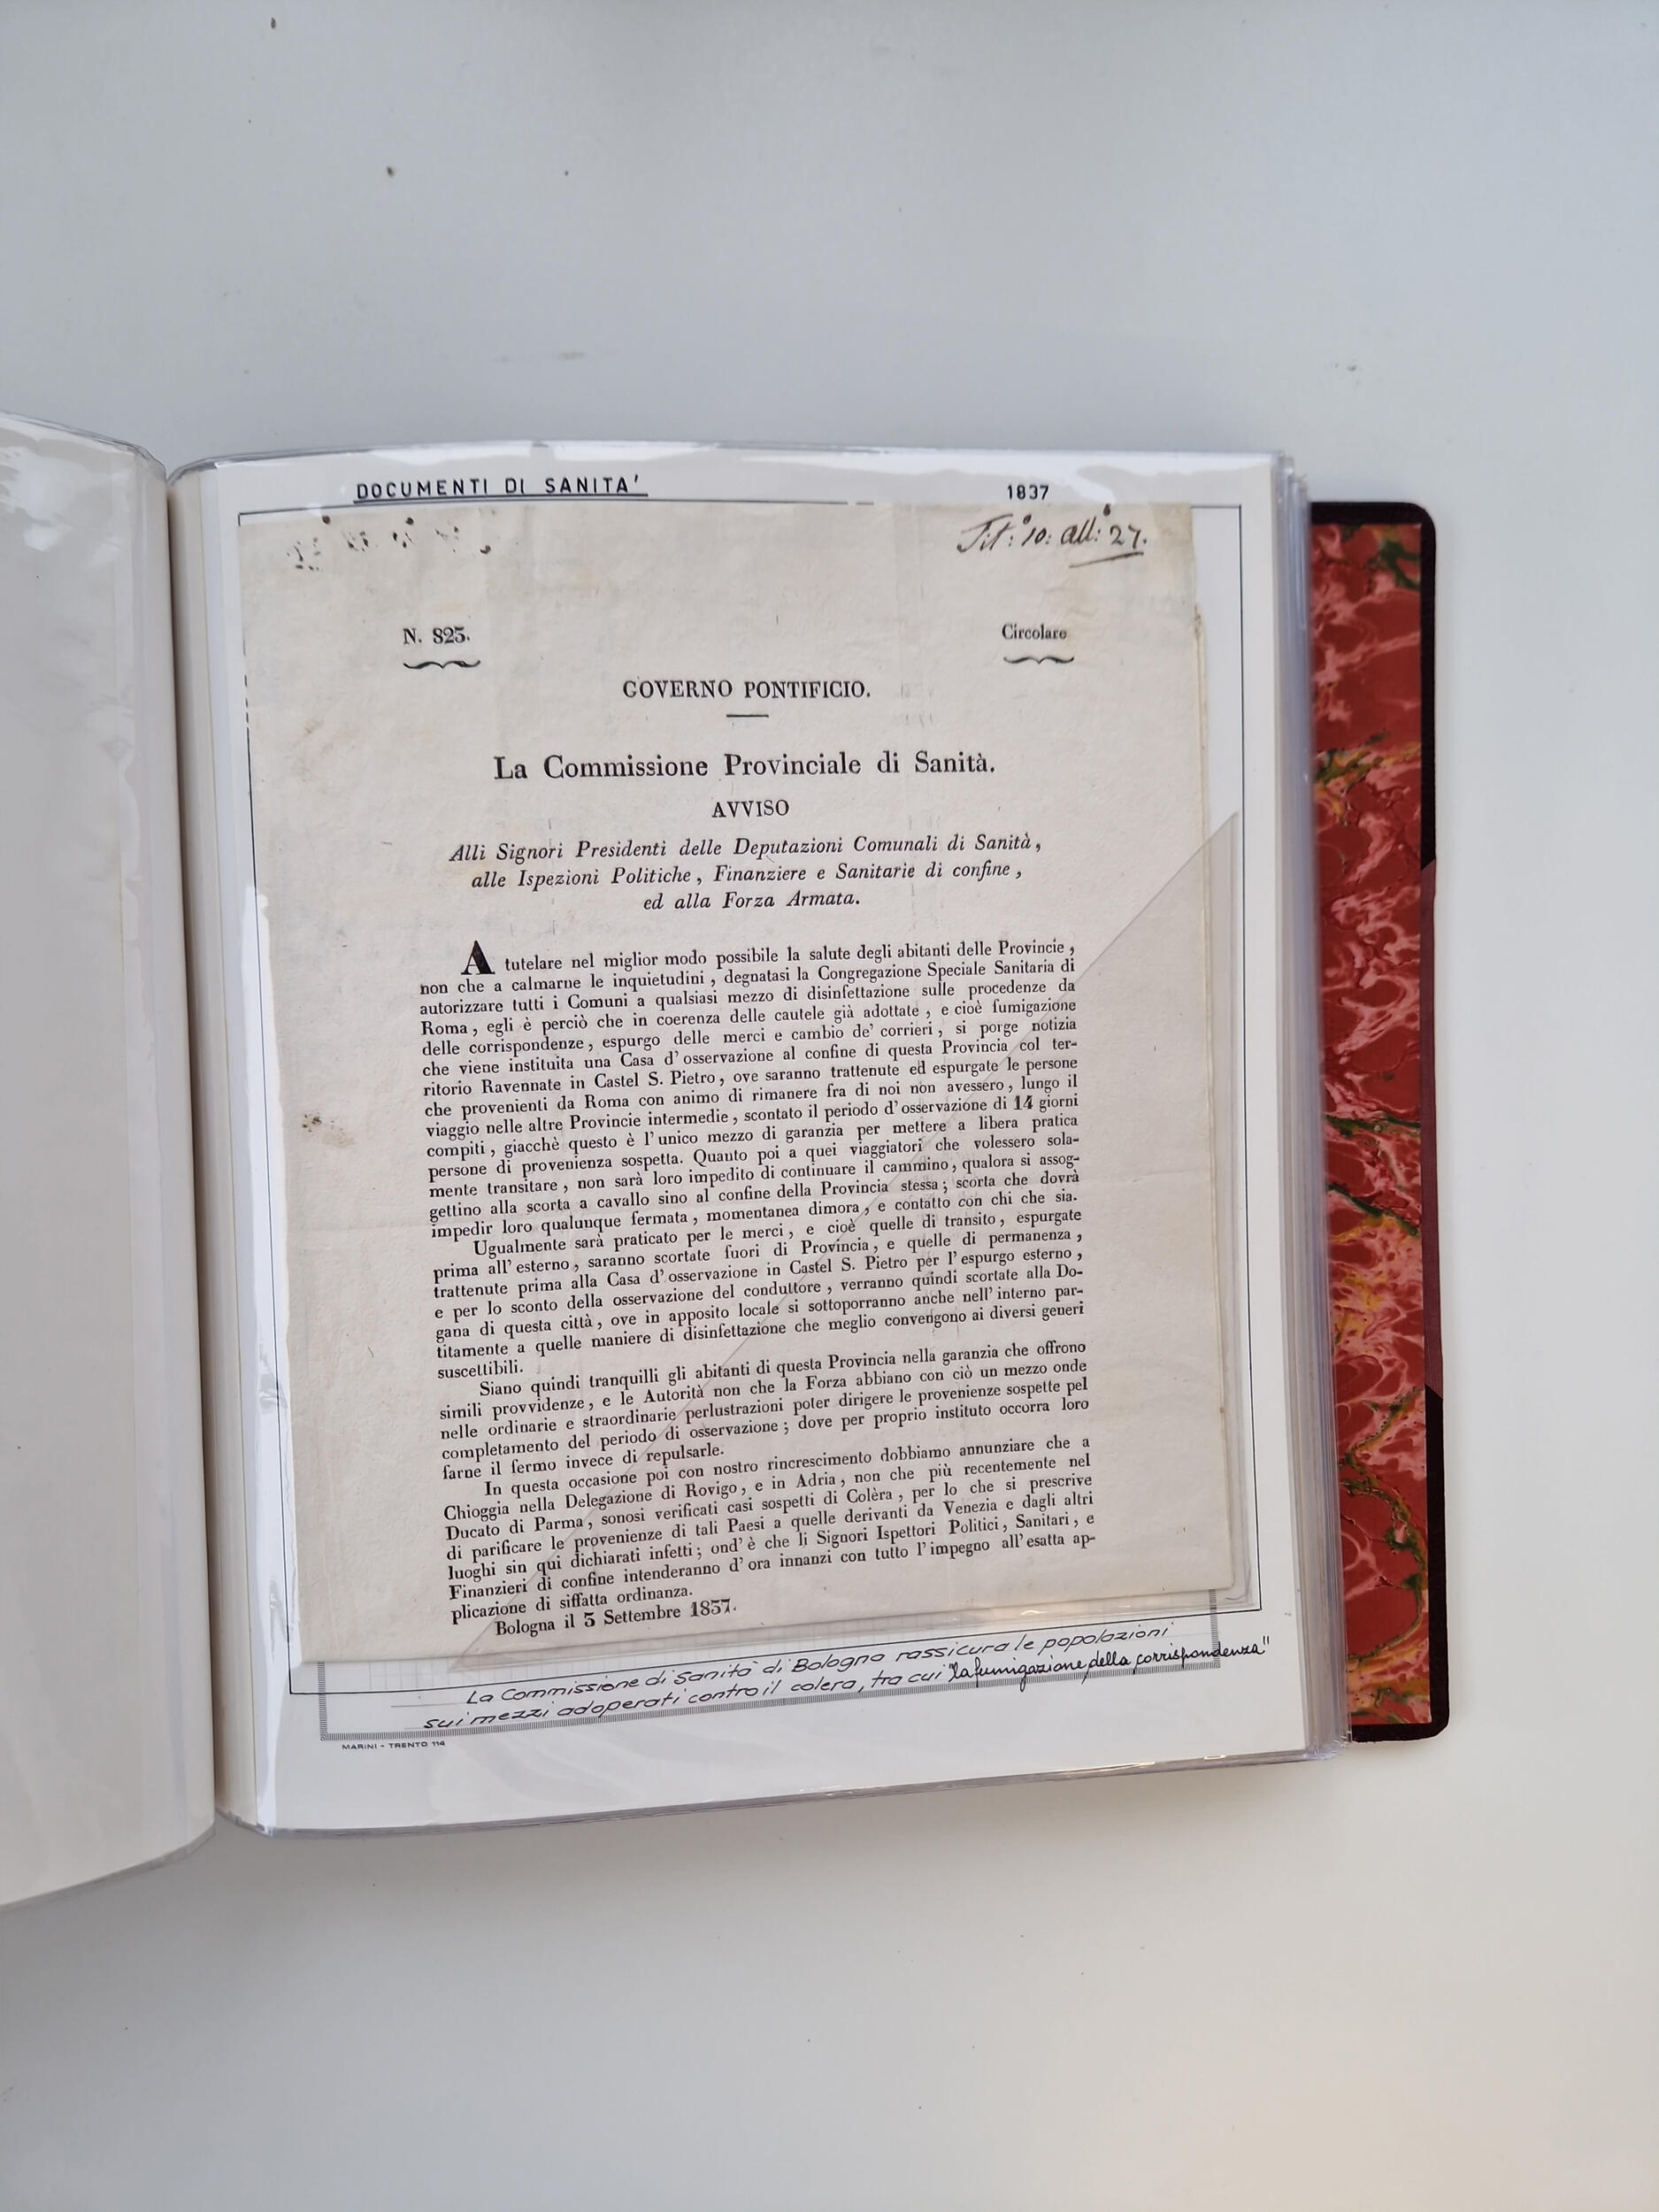 DOCUMENTI DI SANITA' 1837
Tit: 10: all: 27.
N. 823. Circolare
GOVERNO PONTIFICIO.
La Commissione Provinciale di Sanità.
AVVISO
Alli Signori Presidenti delle Deputazioni Comunali di Sanità,
alle Ispezioni Politiche, Finanziere e Sanitarie di confine,
ed alla Forza Armata.
A tutelare nel miglior modo possibile la salute degli abitanti delle Provincie,
non che a calmarne le inquietudini, degnatasi la Congregazione Speciale Sanitaria di
autorizzare tutti i Comuni a qualsiasi mezzo di disinfettazione sulle procedenze da
Roma, egli è perciò che in coerenza delle cautele già adottate, e cioè fumigazione
delle corrispondenze, espurgo delle merci e cambio de' corrieri, si porge notizia
che viene instituita una Casa d'osservazione al confine di questa Provincia col ter-
ritorio Ravennate in Castel S. Pietro, ove saranno trattenute ed espurgate le persone
che provenienti da Roma con animo di rimanere fra di noi non avessero, lungo il
viaggio nelle altre Provincie intermedie, scontato il periodo d'osservazione di 14 giorni
compiti, giacchè questo è l'unico mezzo di garanzia per mettere a libera pratica
persone di provenienza sospetta. Quanto poi a quei viaggiatori che volessero sola-
mente transitare, non sarà loro impedito di continuare il cammino, qualora si assog-
gettino alla scorta a cavallo sino al confine della Provincia stessa; scorta che dovrà
impedir loro qualunque fermata, momentanea dimora, e contatto con chi che sia.
Ugualmente sarà praticato per le merci, e cioè quelle di transito, espurgate
prima all'esterno, saranno scortate fuori di Provincia, e quelle di permanenza,
trattenute prima alla Casa d'osservazione in Castel S. Pietro per l'espurgo esterno,
e per lo sconto della osservazione del conduttore, verranno quindi scortate alla Do-
gana di questa città, ove in apposito locale si sottoporranno anche nell'interno par-
titamente a quelle maniere di disinfettazione che meglio convengono ai diversi generi
suscettibili.
Siano quindi tranquilli gli abitanti di questa Provincia nella garanzia che offrono
simili provvidenze, e le Autorità non che la Forza abbiano con ciò un mezzo onde
nelle ordinarie e straordinarie perlustrazioni poter dirigere le provenienze sospette pel
completamento del periodo di osservazione; dove per proprio instituto occorra loro
farne il fermo invece di repulsarle.
In questa occasione poi con nostro rincrescimento dobbiamo annunziare che a
Chioggia nella Delegazione di Rovigo, e in Adria, non che più recentemente nel
Ducato di Parma, sonosi verificati casi sospetti di Colèra, per lo che si prescrive
di parificare le provenienze di tali Paesi a quelle derivanti da Venezia e dagli altri
luoghi sin qui dichiarati infetti; ond'è che li Signori Ispettori Politici, Sanitari, e
Finanzieri di confine intenderanno d'ora innanzi con tutto l'impegno all'esatta ap-
plicazione di siffatta ordinanza.
Bologna il 3 Settembre 1837.
La Commissione di Sanità di Bologna rassicura le popolazioni
sui mezzi adoperati contro il colera, tra cui "la fumigazione della corrispondenza"
MARINI - TRENTO 114